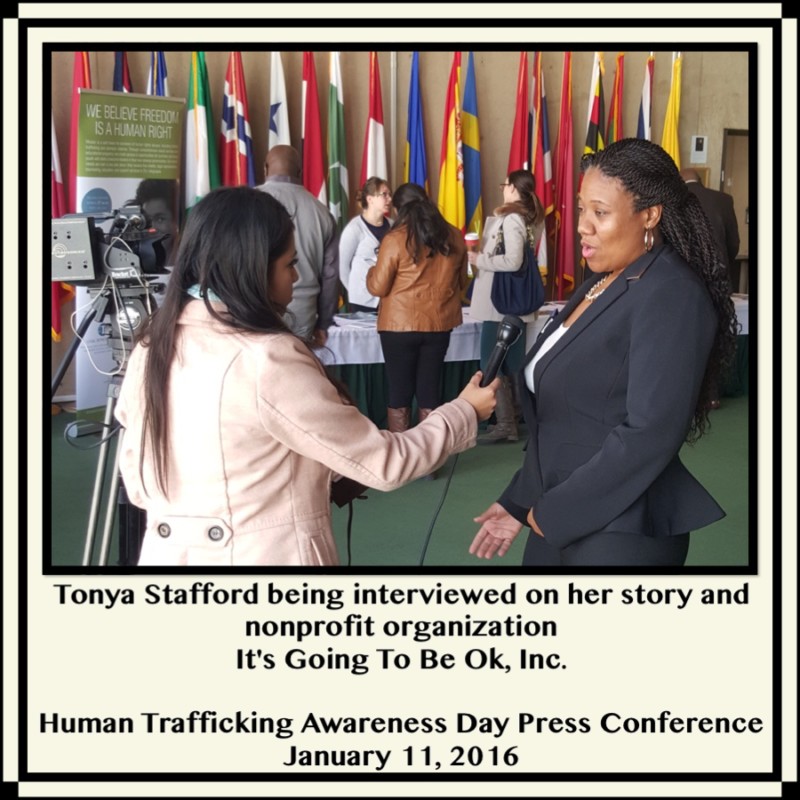 WE BELIEVE FREEDOM
IS A HUMAN RIGHT
Tonya Stafford being interviewed on her story and
nonprofit organization
It's Going To Be Ok, Inc.
Human Trafficking Awareness Day Press Conference
January 11, 2016